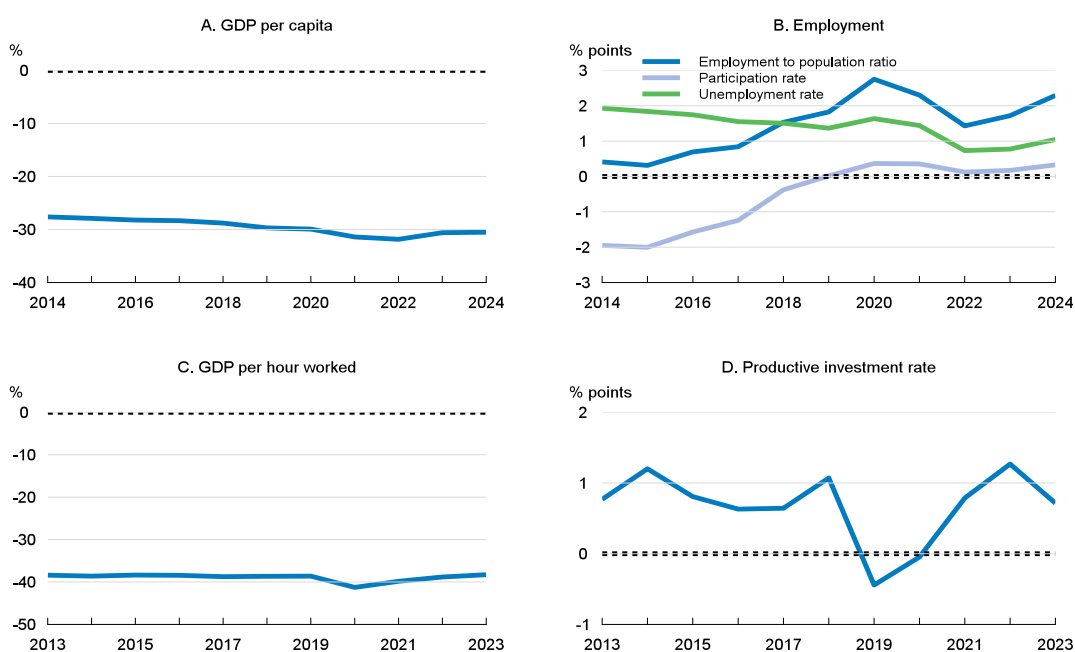 A. GDP per capita
%
0
-10
-20
-30
-40
2014 2016 2018 2020 2022 2024
B. Employment
% points
Employment to population ratio
Participation rate
Unemployment rate
3
2
1
0
-1
-2
-3
2014 2016 2018 2020 2022 2024
C. GDP per hour worked
%
0
-10
-20
-30
-40
-50
2013 2015 2017 2019 2021 2023
D. Productive investment rate
% points
2
1
0
-1
2013 2015 2017 2019 2021 2023